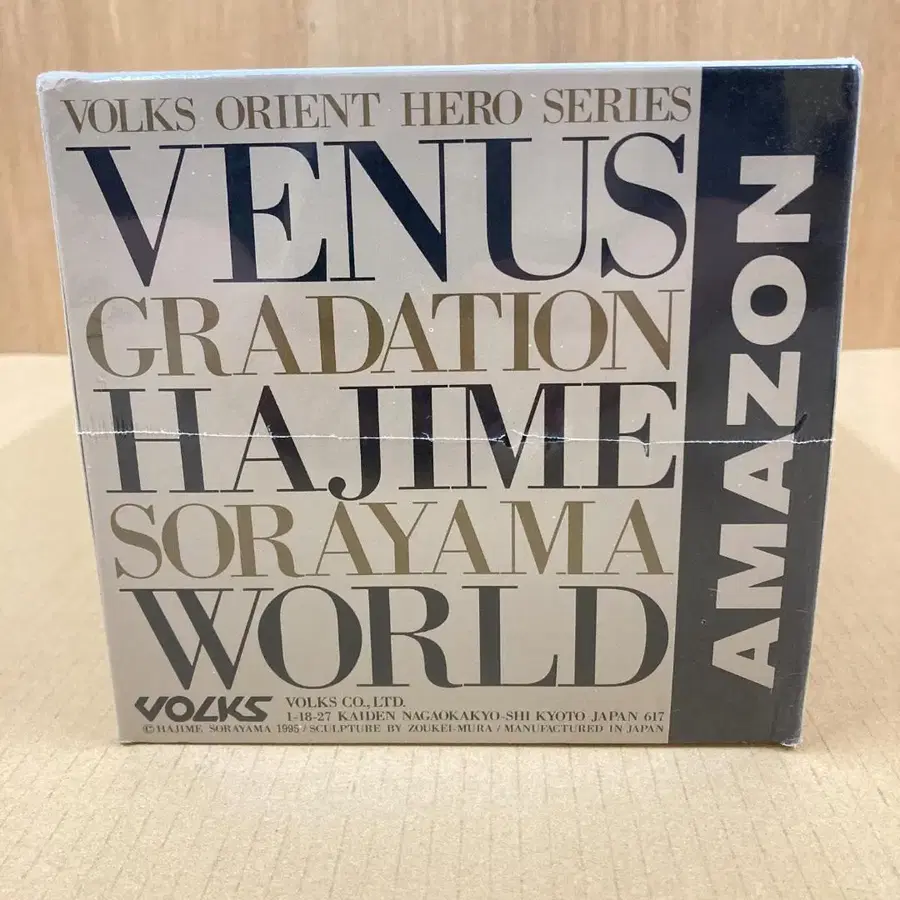 VOLKS ORIENT HERO SERIES
VENUS
GRADATION
HAJIME
SORAYAMA
WORLD
VOLKS
VOLKS CO., LTD.
1-18-27 KAIDEN NAGAOKAKYO-SHI KYOTO JAPAN 617
©HAJIME SORAYAMA 1995 / SCULPTURE BY ZOUKEI-MURA / MANUFACTURED IN JAPAN
AMAZON